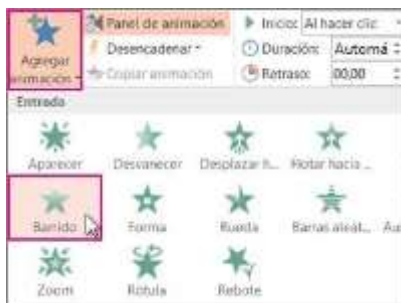 Agregar animación
Panel de animación
Desencadenar
Copiar animación
Inicio: Al hacer clic
Duración: Automá
Retraso: 00,00
Entrada
Aparecer Desvanecer Desplazar h... Flotar hacia ...
Barrido Forma Rueda Barras aleat...
Zoom Rótula Rebote